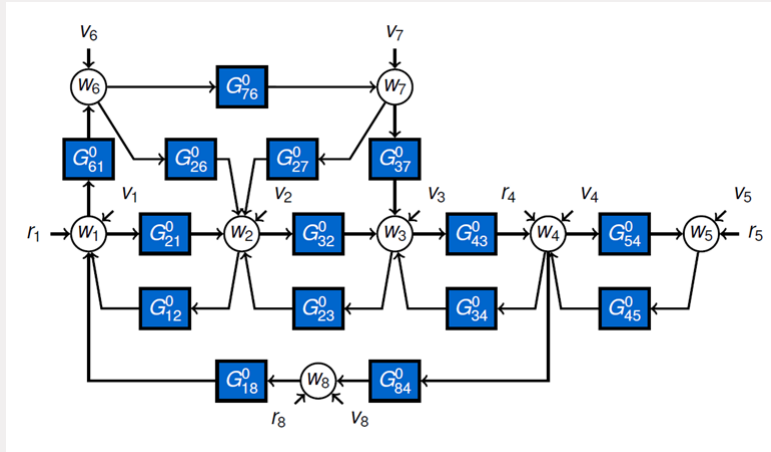 v₆ v₇
w₆ G⁰₇₆ w₇
G⁰₆₁ G⁰₂₆ G⁰₂₇ G⁰₃₇
v₁ v₂ v₃ r₄ v₄ v₅
r₁ w₁ G⁰₂₁ w₂ G⁰₃₂ w₃ G⁰₄₃ w₄ G⁰₅₄ w₅ r₅
G⁰₁₂ G⁰₂₃ G⁰₃₄ G⁰₄₅
G⁰₁₈ w₈ G⁰₈₄
r₈ v₈